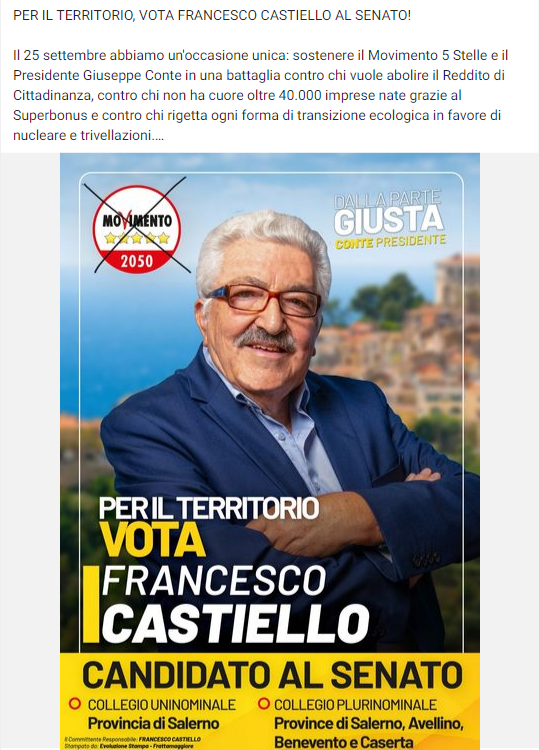 PER IL TERRITORIO, VOTA FRANCESCO CASTIELLO AL SENATO!
Il 25 settembre abbiamo un'occasione unica: sostenere il Movimento 5 Stelle e il
Presidente Giuseppe Conte in una battaglia contro chi vuole abolire il Reddito di
Cittadinanza, contro chi non ha cuore oltre 40.000 imprese nate grazie al
Superbonus e contro chi rigetta ogni forma di transizione ecologica in favore di
nucleare e trivellazioni....
MOVIMENTO
2050
DALLA PARTE
GIUSTA
CONTE PRESIDENTE
PER IL TERRITORIO
VOTA
FRANCESCO
CASTIELLO
CANDIDATO AL SENATO
COLLEGIO UNINOMINALE
Provincia di Salerno
COLLEGIO PLURINOMINALE
Province di Salerno, Avellino,
Benevento e Caserta
Il Committente Responsabile: FRANCESCO CASTIELLO
Stampato da: Evoluzione Stampa - Frattamaggiore